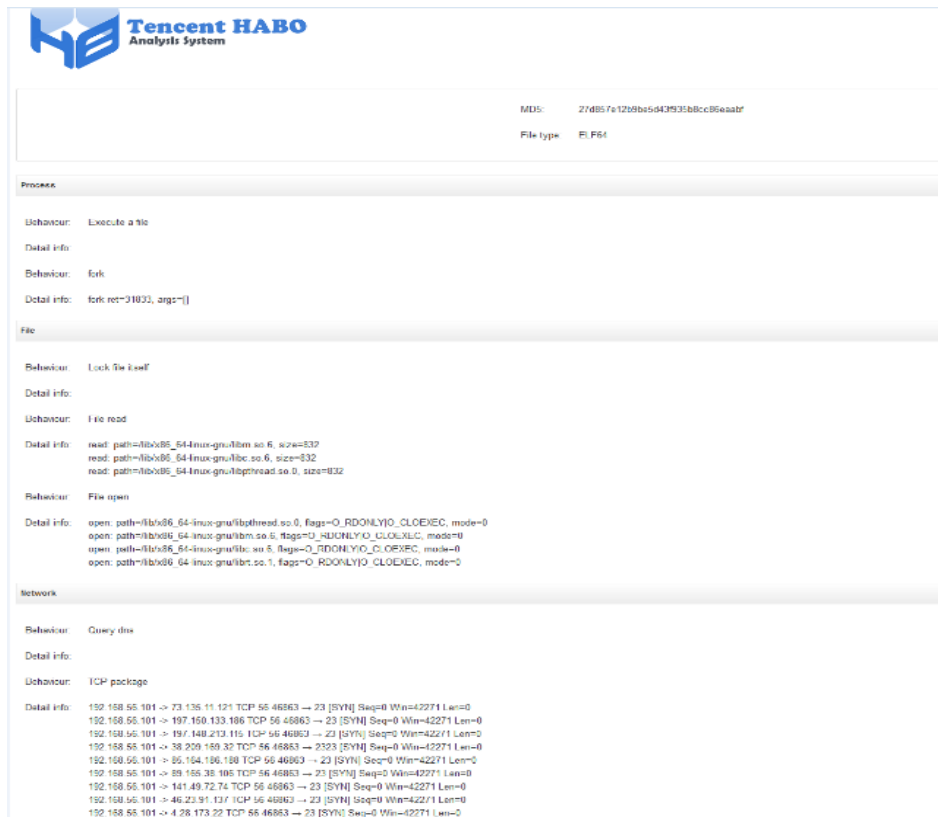 Tencent HABO
Analysis System
MD5:
File type ELF64
Process
Behaviour: Execute a file
Detail info:
Behaviour: fork
Detail info: fork ret=31833, args=[]
File
Behaviour: Lock file itself
Detail info:
Behaviour: File read
Detail info: read: path=/lib/x86_64-linux-gnu/libm.so.6, size=832
read: path=/lib/x86_64-linux-gnu/libc.so.6, size=832
read: path=/lib/x86_64-linux-gnu/libpthread.so.0, size=832
Behaviour: File open
Detail info: open: path=/lib/x86_64-linux-gnu/libpthread.so.0, flags=O_RDONLY|O_CLOEXEC, mode=0
open: path=/lib/x86_64-linux-gnu/libm.so.6, flags=O_RDONLY|O_CLOEXEC, mode=0
open: path=/lib/x86_64-linux-gnu/libc.so.6, flags=O_RDONLY|O_CLOEXEC, mode=0
open: path=/lib/x86_64-linux-gnu/librt.so.1, flags=O_RDONLY|O_CLOEXEC, mode=0
Network
Behaviour: Query dns
Detail info:
Behaviour: TCP package
Detail info: 192.168.56.101 -> 73.135.11.121 TCP 56 46863 → 23 [SYN] Seq=0 Win=42271 Len=0
192.168.56.101 -> 197.150.133.186 TCP 56 46863 → 23 [SYN] Seq=0 Win=42271 Len=0
192.168.56.101 -> 197.148.213.115 TCP 56 46863 → 23 [SYN] Seq=0 Win=42271 Len=0
192.168.56.101 -> 38.209.169.32 TCP 56 46863 → 2323 [SYN] Seq=0 Win=42271 Len=0
192.168.56.101 -> 85.164.186.188 TCP 56 46863 → 23 [SYN] Seq=0 Win=42271 Len=0
192.168.56.101 -> 89.165.38.106 TCP 56 46863 → 23 [SYN] Seq=0 Win=42271 Len=0
192.168.56.101 -> 141.49.72.74 TCP 56 46863 → 23 [SYN] Seq=0 Win=42271 Len=0
192.168.56.101 -> 46.23.91.137 TCP 56 46863 → 23 [SYN] Seq=0 Win=42271 Len=0
192.168.56.101 -> 4.28.173.22 TCP 56 46863 → 23 [SYN] Seq=0 Win=42271 Len=0